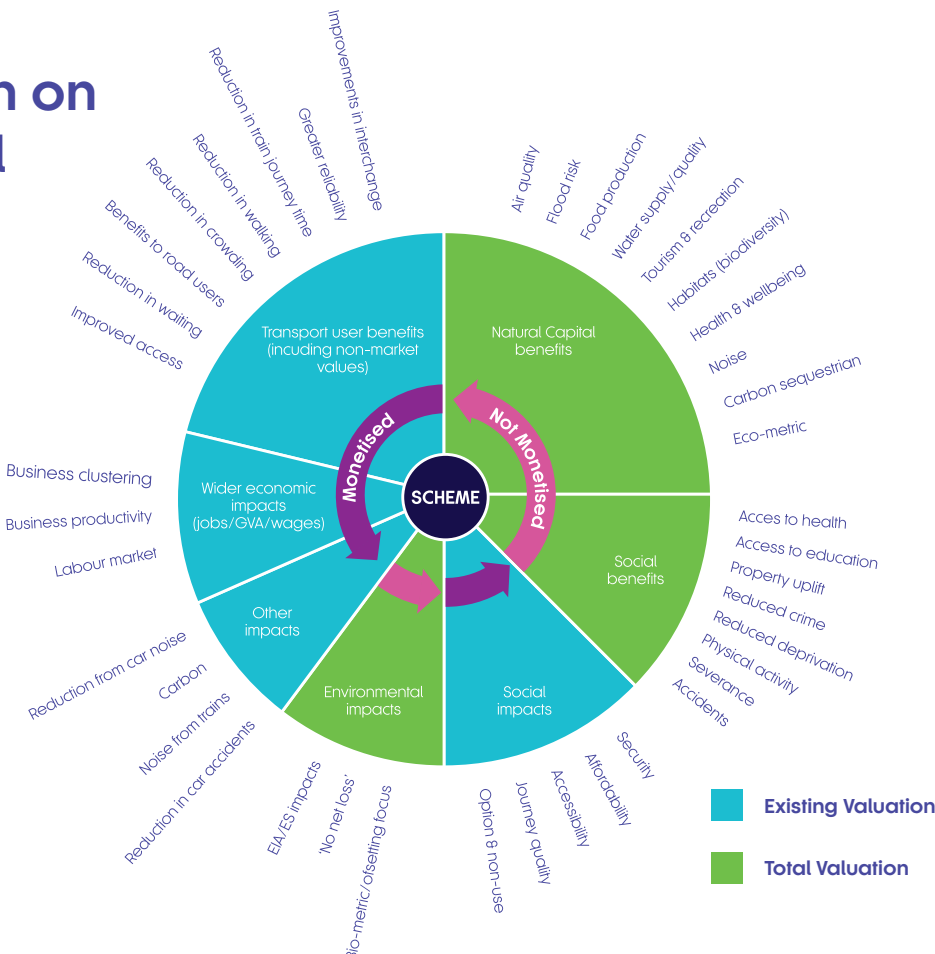 n on
Improvements in interchange
Greater reliability
Reduction in train journey time
Reduction in walking
Reduction in crowding
Benefits to road users
Reduction in waiting
Improved access
Air quality
Flood risk
Food production
Water supply/quality
Tourism & recreation
Habitats (biodiversity)
Health & wellbeing
Noise
Carbon sequestrian
Eco-metric
Transport user benefits
(incuding non-market
values)
Natural Capital
benefits
Monetised
Not Monetised
SCHEME
Business clustering
Business productivity
Labour market
Wider economic
impacts
(jobs/GVA/wages)
Acces to health
Access to education
Property uplift
Reduced crime
Reduced deprivation
Physical activity
Severance
Accidents
Social
benefits
Other
impacts
Reduction from car noise
Carbon
Noise from trains
Reduction in car accidents
Environmental
impacts
Social
impacts
EIA/ES impacts
'No net loss'
Bio-metric/ofsetting focus
Option & non-use
Journey quality
Accessibility
Affordability
Security
Existing Valuation
Total Valuation